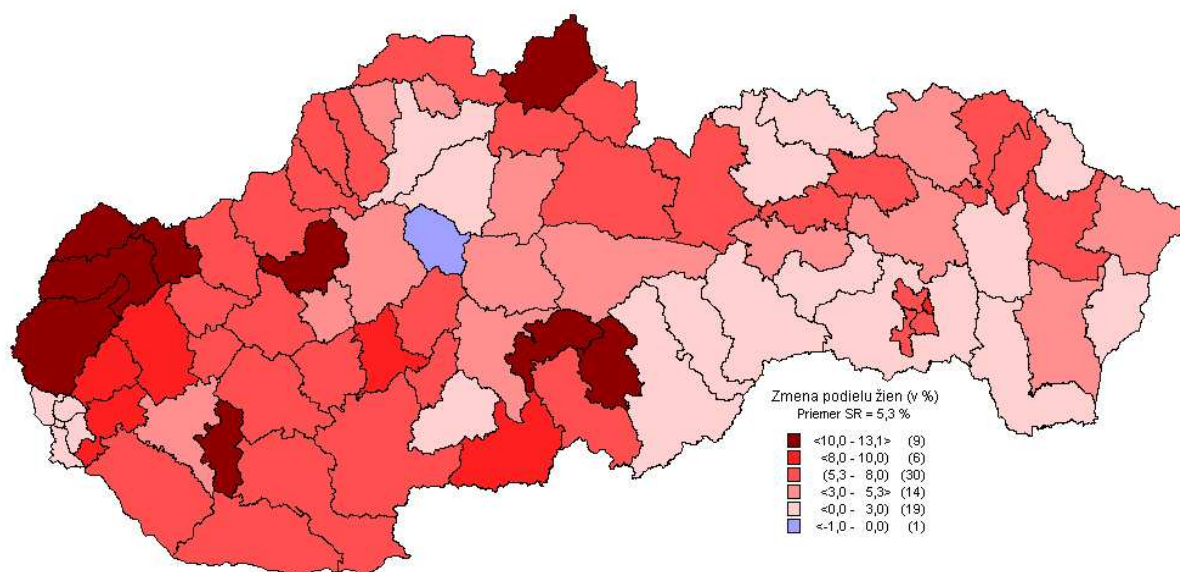 Zmena podielu žien (v %)
Priemer SR = 5,3 %
<10,0 - 13,1> (9)
<8,0 - 10,0) (6)
(5,3 - 8,0) (30)
<3,0 - 5,3> (14)
<0,0 - 3,0) (19)
<-1,0 - 0,0) (1)